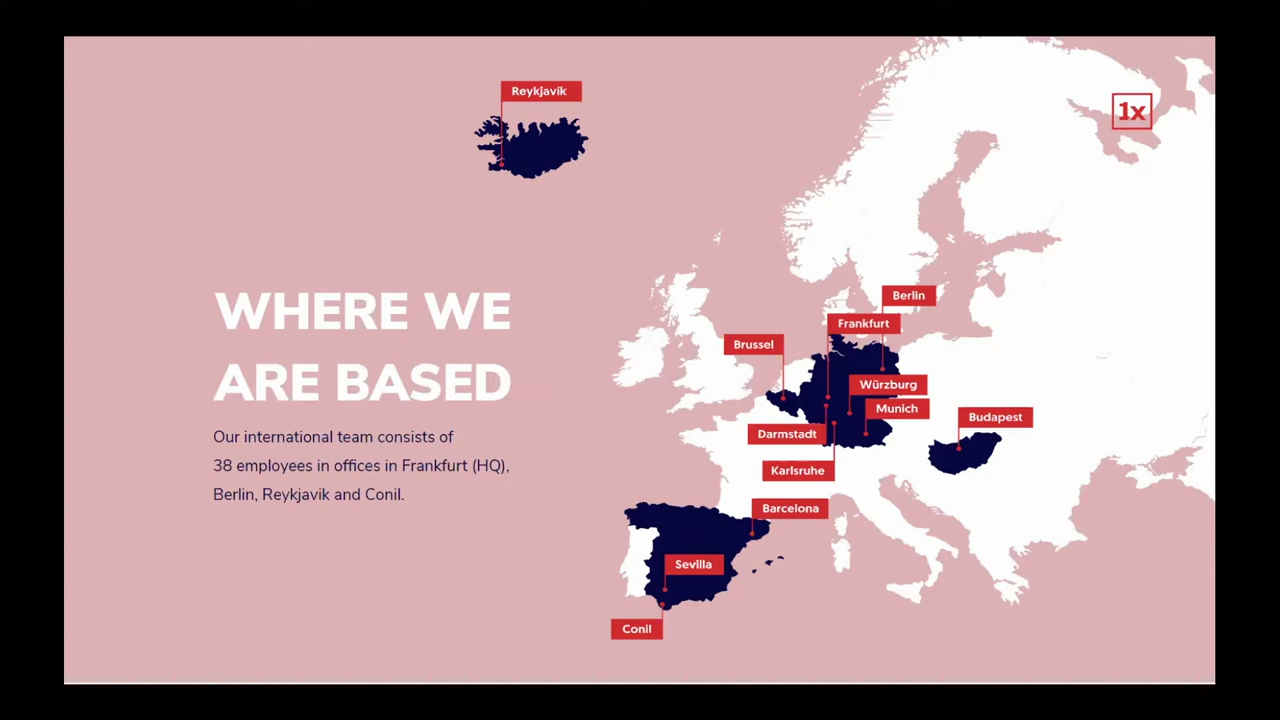 Reykjavík
1x
WHERE WE
ARE BASED
Our international team consists of
38 employees in offices in Frankfurt (HQ),
Berlin, Reykjavik and Conil.
Berlin
Frankfurt
Brussel
Würzburg
Munich
Budapest
Darmstadt
Karlsruhe
Barcelona
Sevilla
Conil